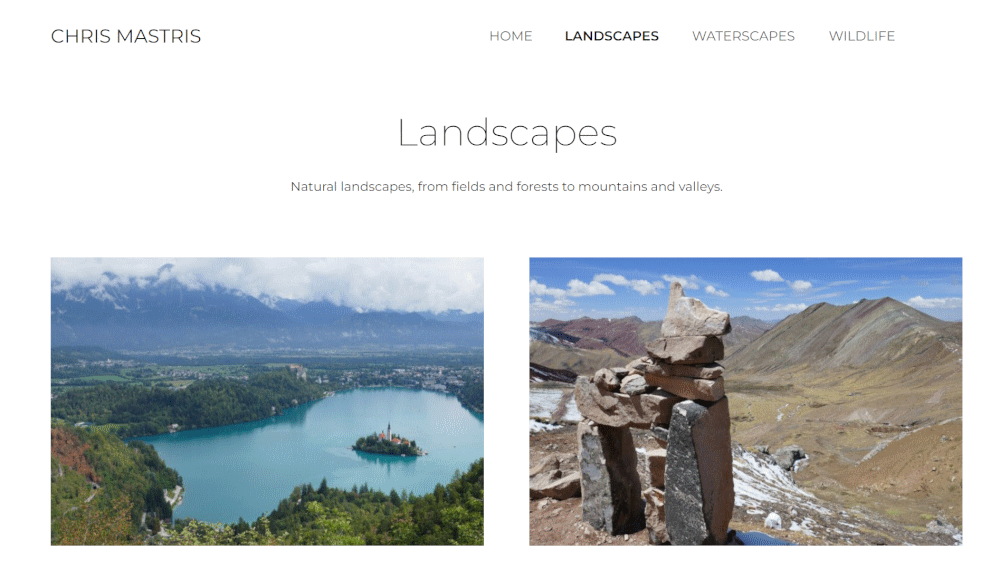 CHRIS MASTRIS
HOME LANDSCAPES WATERSCAPES WILDLIFE
Landscapes
Natural landscapes, from fields and forests to mountains and valleys.